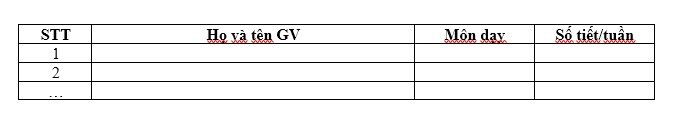 STT Họ và tên GV Môn dạy Số tiết/tuần
1
2
…